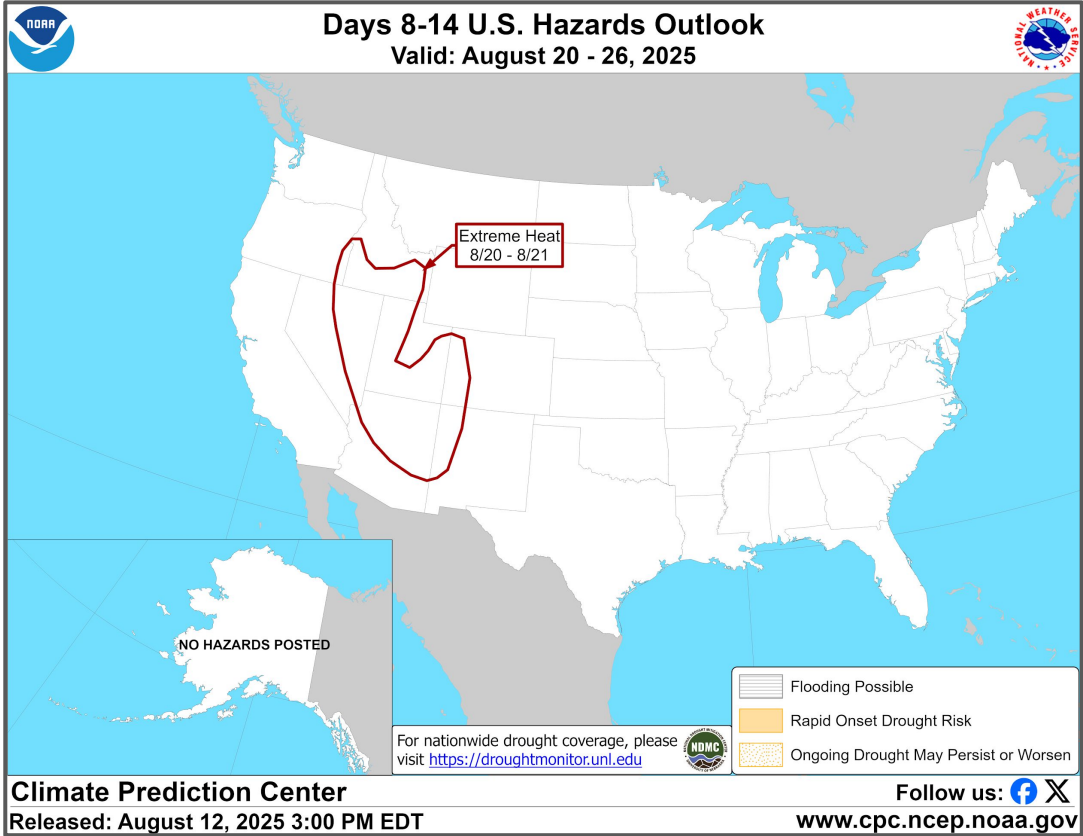 NOAA
Days 8-14 U.S. Hazards Outlook
Valid: August 20 - 26, 2025
NATIONAL WEATHER SERVICE
Extreme Heat
8/20 - 8/21
NO HAZARDS POSTED
For nationwide drought coverage, please
visit https://droughtmonitor.unl.edu
NDMC
Flooding Possible
Rapid Onset Drought Risk
Ongoing Drought May Persist or Worsen
Climate Prediction Center
Follow us:
Released: August 12, 2025 3:00 PM EDT
www.cpc.ncep.noaa.gov